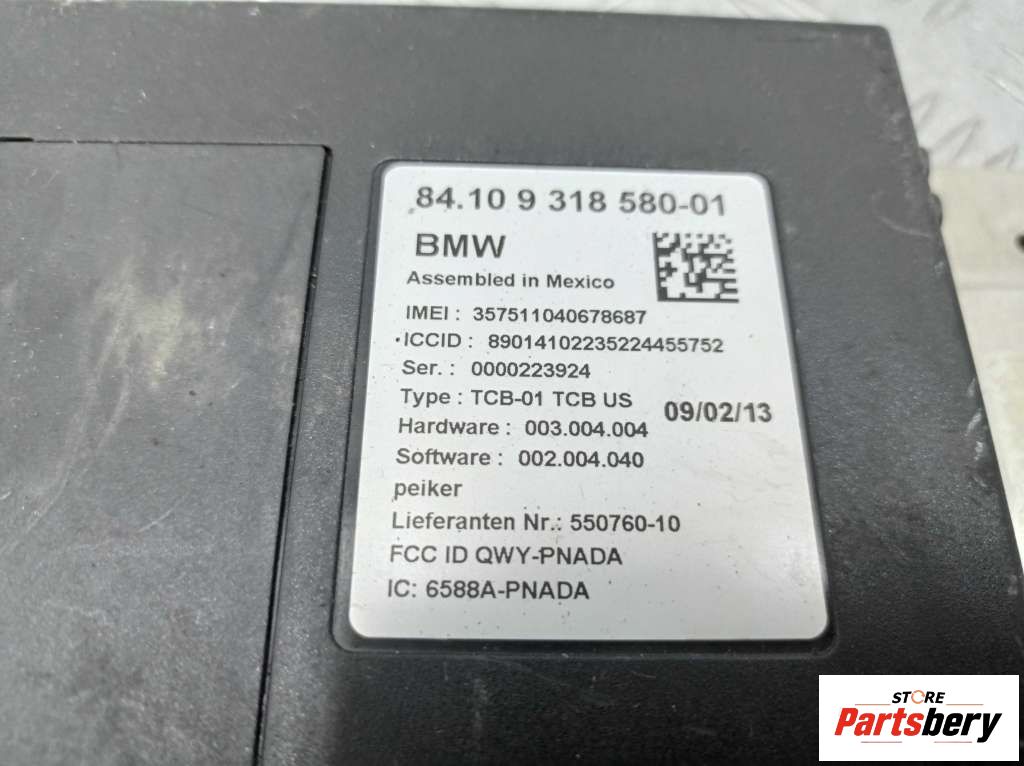 84.10 9 318 580-01
BMW
Assembled in Mexico
IMEI : 357511040678687
ICCID : 89014102235224455752
Ser. : 0000223924
Type : TCB-01 TCB US
09/02/13
Hardware : 003.004.004
Software : 002.004.040
peiker
Lieferanten Nr.: 550760-10
FCC ID QWY-PNADA
IC: 6588A-PNADA
STORE
Partsbery